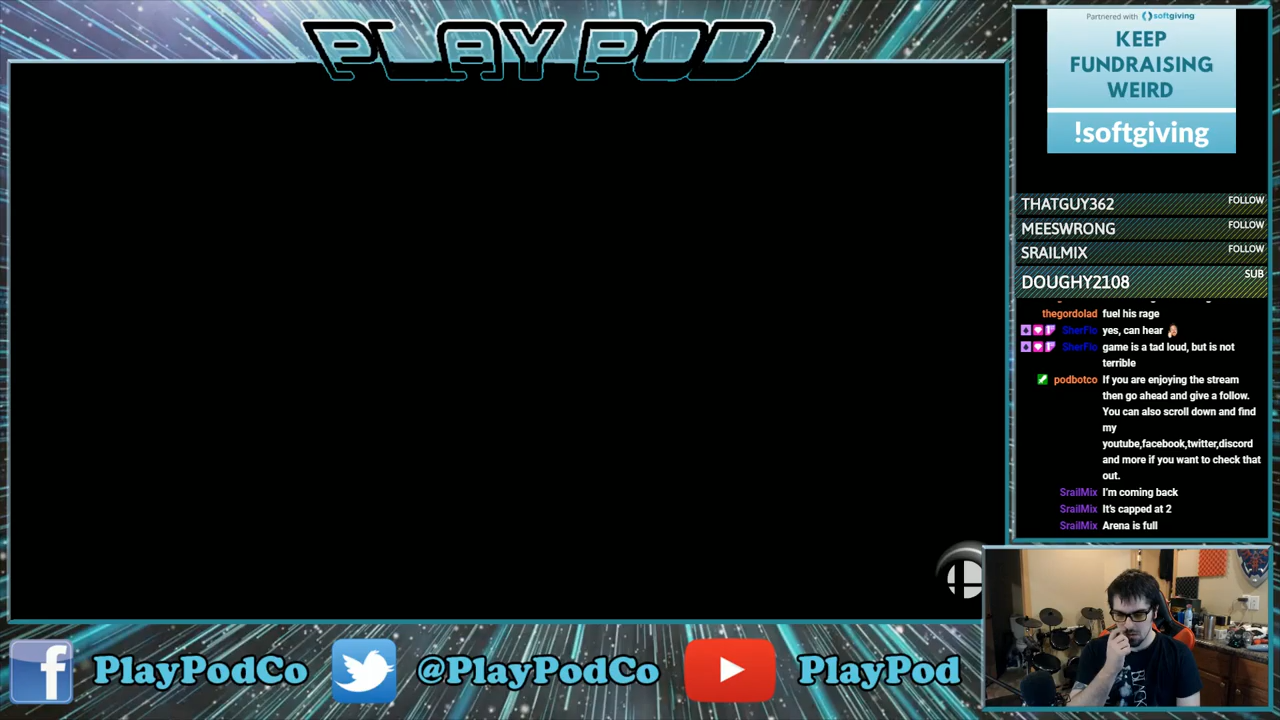 PLAY POD
Partnered with softgiving
KEEP
FUNDRAISING
WEIRD
!softgiving
THATGUY362 FOLLOW
MEESWRONG FOLLOW
SRAILMIX FOLLOW
DOUGHY2108 SUB
thegordolad fuel his rage
SherFlo yes, can hear
SherFlo game is a tad loud, but is not
terrible
podbotco If you are enjoying the stream
then go ahead and give a follow.
You can also scroll down and find
my
youtube,facebook,twitter,discord
and more if you want to check that
out.
SrailMix I'm coming back
SrailMix It's capped at 2
SrailMix Arena is full
f PlayPodCo @PlayPodCo PlayPod